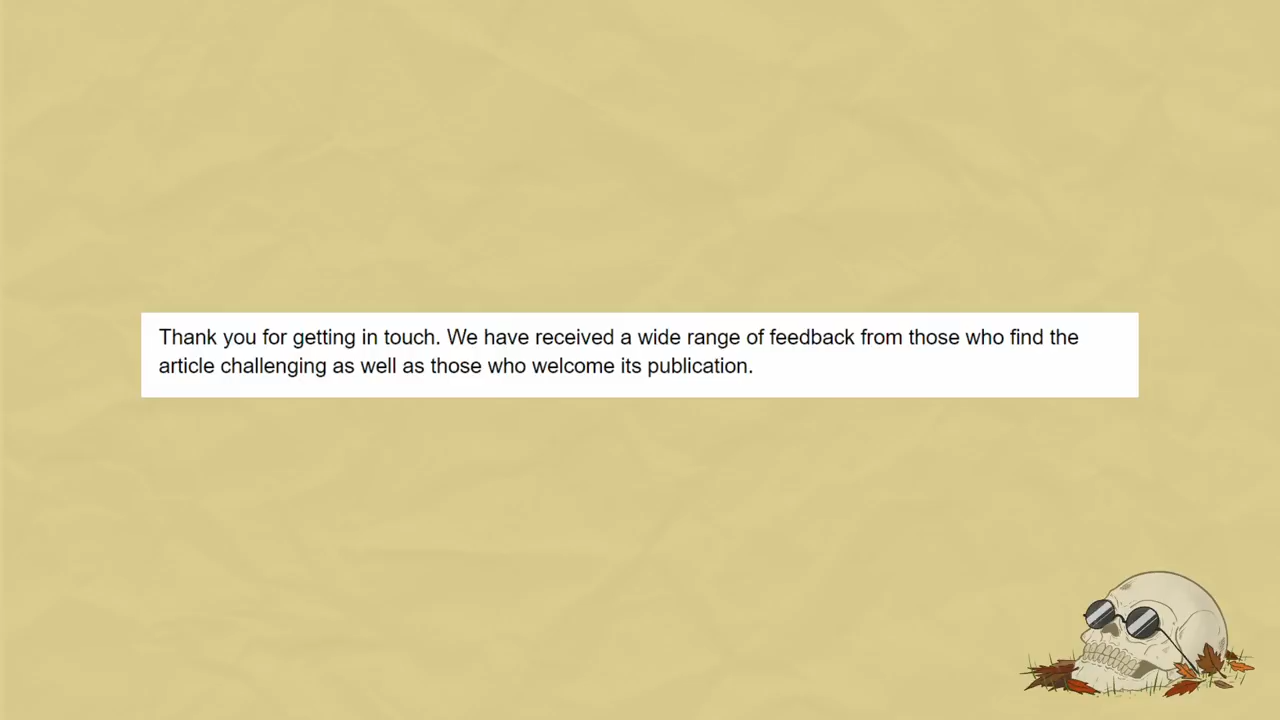 Thank you for getting in touch. We have received a wide range of feedback from those who find the
article challenging as well as those who welcome its publication.